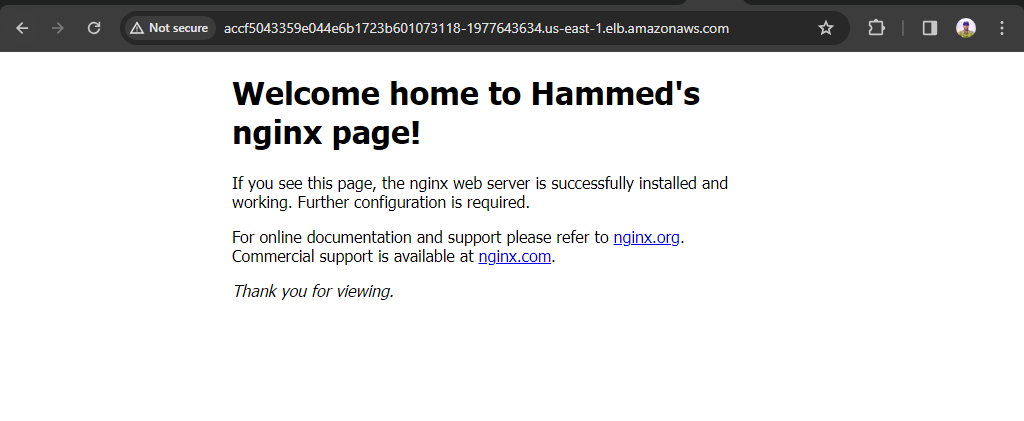 Not secure
accf5043359e044e6b1723b601073118-1977643634.us-east-1.elb.amazonaws.com
Welcome home to Hammed's
nginx page!
If you see this page, the nginx web server is successfully installed and
working. Further configuration is required.
For online documentation and support please refer to nginx.org.
Commercial support is available at nginx.com.
Thank you for viewing.